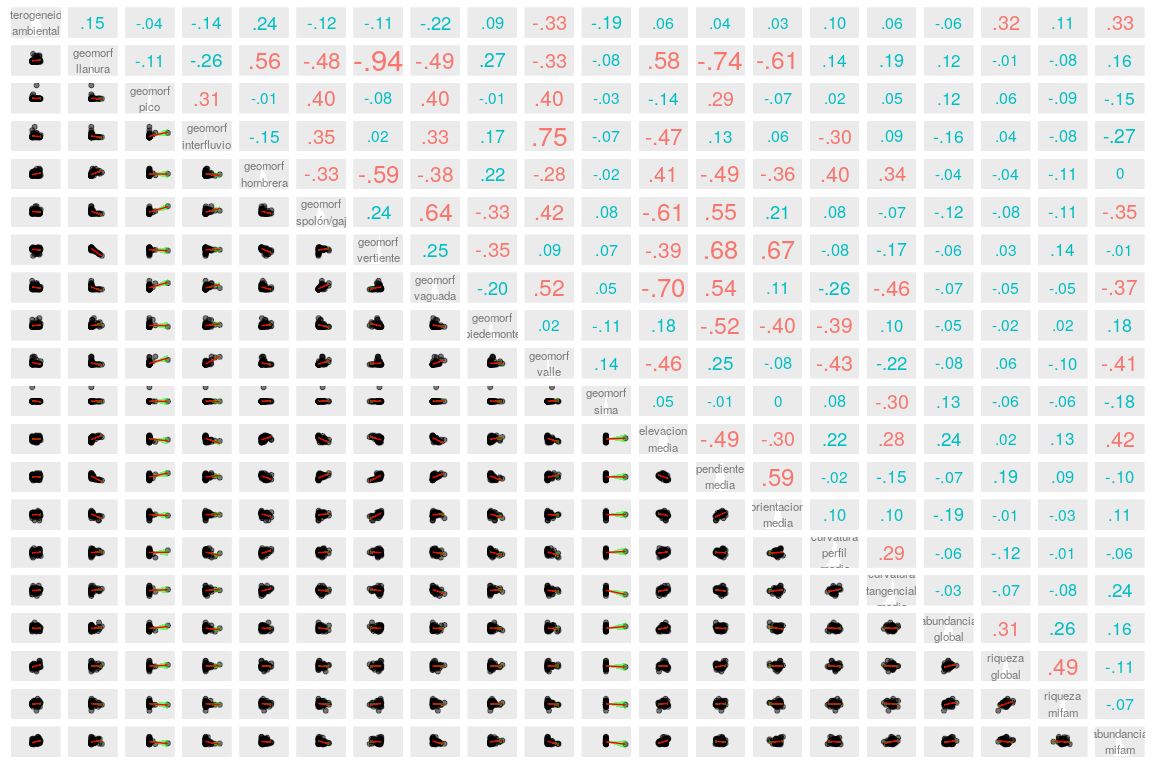 terogeneid .15 -.04 -.14 .24 -.12 -.11 -.22 .09 -.33 -.19 .06 .04 .03 .10 .06 -.06 .32 .11 .33
ambiental
geomorf -.11 -.26 .56 -.48 -.94 -.49 .27 -.33 -.08 .58 -.74 -.61 .14 .19 .12 -.01 -.08 .16
llanura
geomorf .31 -.01 .40 -.08 .40 -.01 .40 -.03 -.14 .29 -.07 .02 .05 .12 .06 -.09 -.15
pico
geomorf -.15 .35 .02 .33 .17 .75 -.07 -.47 .13 .06 -.30 .09 -.16 .04 -.08 -.27
interfluvio
geomorf -.33 -.59 -.38 .22 -.28 -.02 .41 -.49 -.36 .40 .34 -.04 -.04 -.11 0
hombrera
geomorf .24 .64 -.33 .42 .08 -.61 .55 .21 .08 -.07 -.12 -.08 -.11 -.35
spolón/gaj
geomorf .25 -.35 .09 .07 -.39 .68 .67 -.08 -.17 -.06 .03 .14 -.01
vertiente
geomorf -.20 .52 .05 -.70 .54 .11 -.26 -.46 -.07 -.05 -.05 -.37
vaguada
geomorf .02 -.11 .18 -.52 -.40 -.39 .10 -.05 -.02 .02 .18
piedemonte
geomorf .14 -.46 .25 -.08 -.43 -.22 -.08 .06 -.10 -.41
valle
geomorf .05 -.01 0 .08 -.30 .13 -.06 -.06 -.18
sima
elevacion -.49 -.30 .22 .28 .24 .02 .13 .42
media
pendiente .59 -.02 -.15 -.07 .19 .09 -.10
media
orientacion .10 .10 -.19 -.01 -.03 .11
media
curvatura .29 -.06 -.12 -.01 -.06
perfil
media
curvatura -.03 -.07 -.08 .24
tangencial
media
abundancia .31 .26 .16
global
riqueza .49 -.11
global
riqueza -.07
mifam
abundancia
mifam